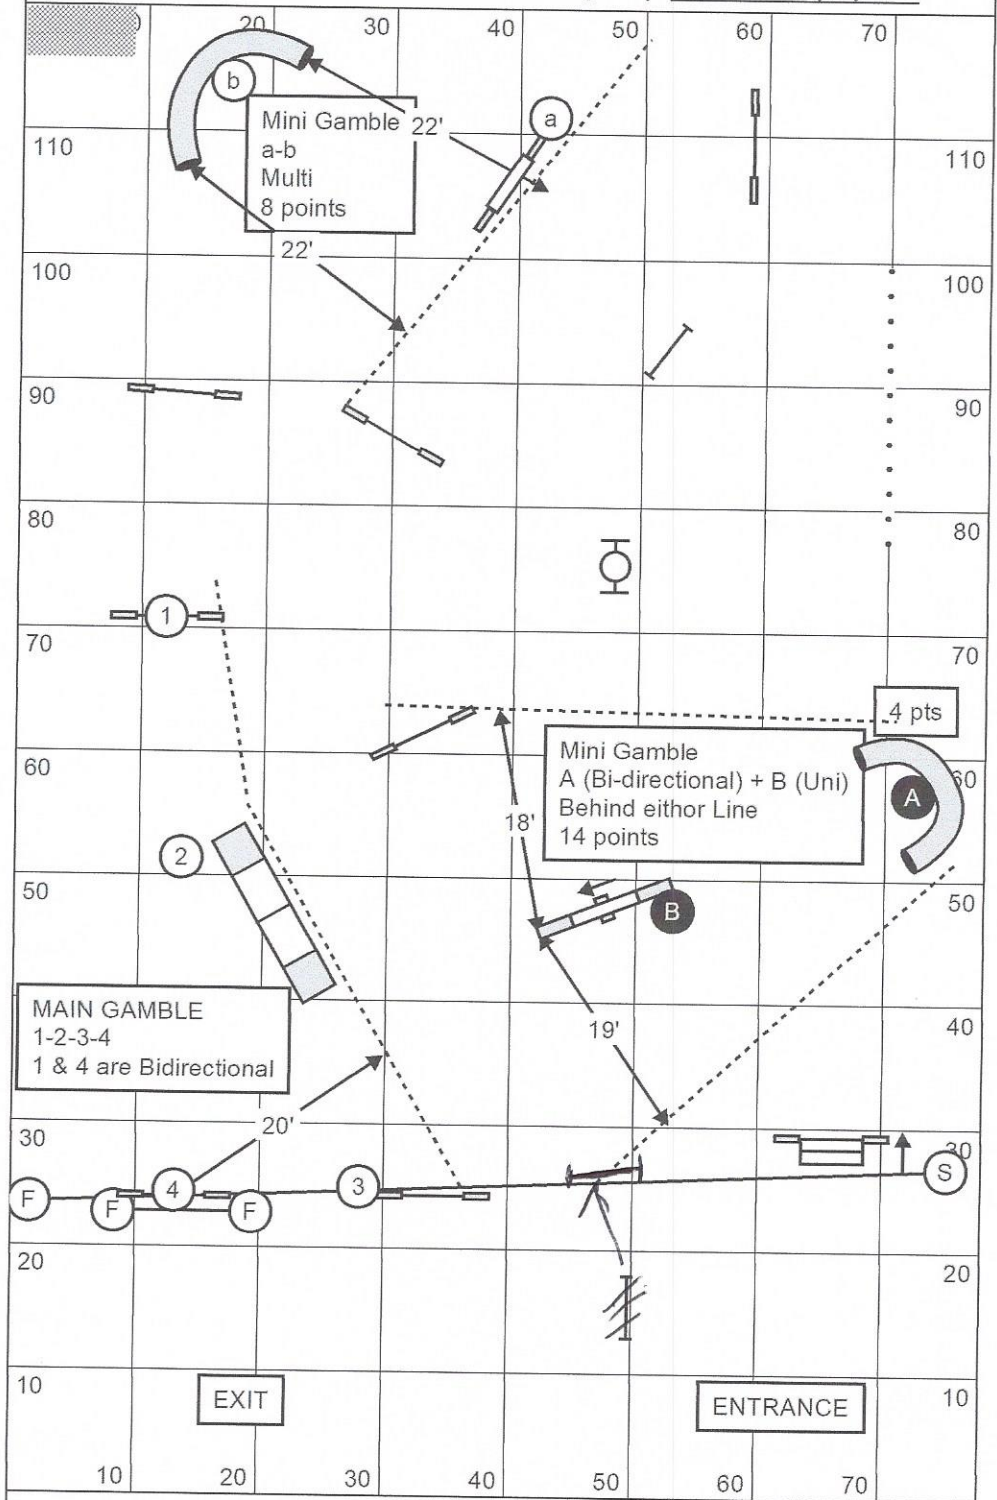 20 30 40 50 60 70
b
a
Mini Gamble
a-b
Multi
8 points
22'
110 110
22'
100 100
90 90
80 80
1
70 70
4 pts
Mini Gamble
A (Bi-directional) + B (Uni)
Behind eithor Line
14 points
60 60
A
18'
2
50 50
B
MAIN GAMBLE
1-2-3-4
1 & 4 are Bidirectional
40
19'
20'
30 30
F F 4 F 3 S
20 20
10 EXIT ENTRANCE 10
10 20 30 40 50 60 70